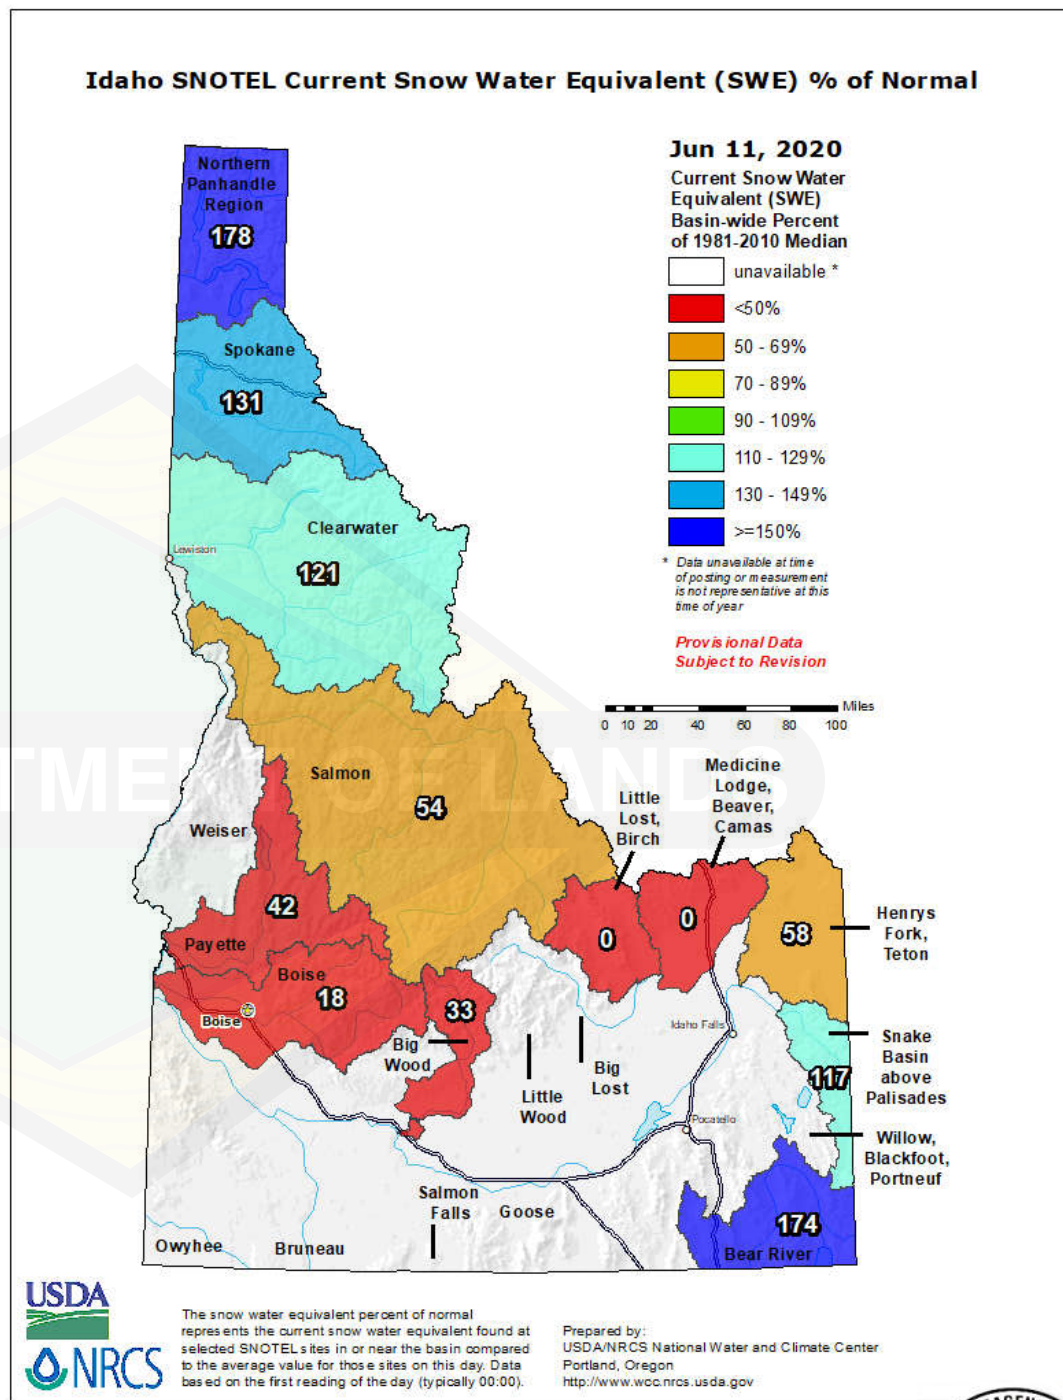 Idaho SNOTEL Current Snow Water Equivalent (SWE) % of Normal
Jun 11, 2020
Current Snow Water
Equivalent (SWE)
Basin-wide Percent
of 1981-2010 Median
unavailable *
<50%
50 - 69%
70 - 89%
90 - 109%
110 - 129%
130 - 149%
>=150%
* Data unavailable at time
of posting or measurement
is not representative at this
time of year
Provisional Data
Subject to Revision
Miles
0 10 20 40 60 80 100
Northern
Panhandle
Region
178
Spokane
131
Clearwater
Lewiston
121
Salmon
54
Weiser
TMENT OF LANDS
Little
Lost,
Birch
0
Medicine
Lodge,
Beaver,
Camas
0
42
Payette
58
Henrys
Fork,
Teton
Boise
18
Boise
33
Big
Wood
Little
Wood
Big
Lost
Idaho Falls
Snake
Basin
above
Palisades
117
Pocatello
Willow,
Blackfoot,
Portneuf
Salmon
Falls
Goose
174
Bear River
Owyhee
Bruneau
USDA
NRCS
The snow water equivalent percent of normal
represents the current snow water equivalent found at
selected SNOTEL sites in or near the basin compared
to the average value for those sites on this day. Data
based on the first reading of the day (typically 00:00).
Prepared by:
USDA/NRCS National Water and Climate Center
Portland, Oregon
http://www.wcc.nrcs.usda.gov